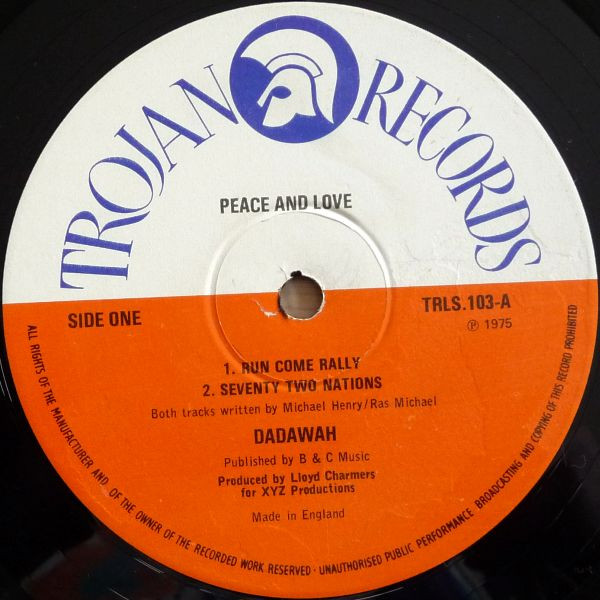 TROJAN RECORDS
PEACE AND LOVE
SIDE ONE
TRLS.103-A
Ⓟ 1975
1. RUN COME RALLY
2. SEVENTY TWO NATIONS
Both tracks written by Michael Henry/Ras Michael
DADAWAH
Published by B & C Music
Produced by Lloyd Charmers
for XYZ Productions
Made in England
ALL RIGHTS OF THE MANUFACTURER AND OF THE OWNER OF THE RECORDED WORK RESERVED · UNAUTHORISED PUBLIC PERFORMANCE BROADCASTING AND COPYING OF THIS RECORD PROHIBITED